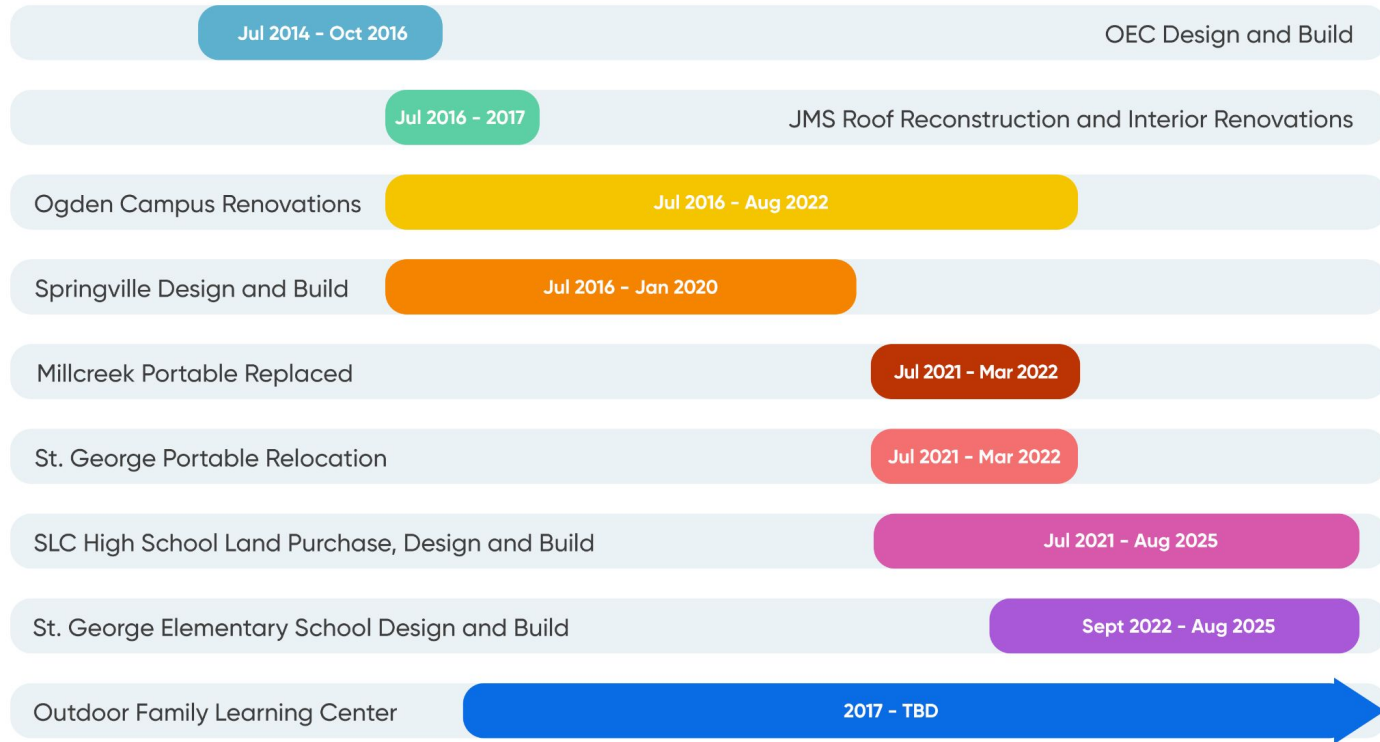 Jul 2014 - Oct 2016 OEC Design and Build
Jul 2016 - 2017 JMS Roof Reconstruction and Interior Renovations
Ogden Campus Renovations Jul 2016 - Aug 2022
Springville Design and Build Jul 2016 - Jan 2020
Millcreek Portable Replaced Jul 2021 - Mar 2022
St. George Portable Relocation Jul 2021 - Mar 2022
SLC High School Land Purchase, Design and Build Jul 2021 - Aug 2025
St. George Elementary School Design and Build Sept 2022 - Aug 2025
Outdoor Family Learning Center 2017 - TBD